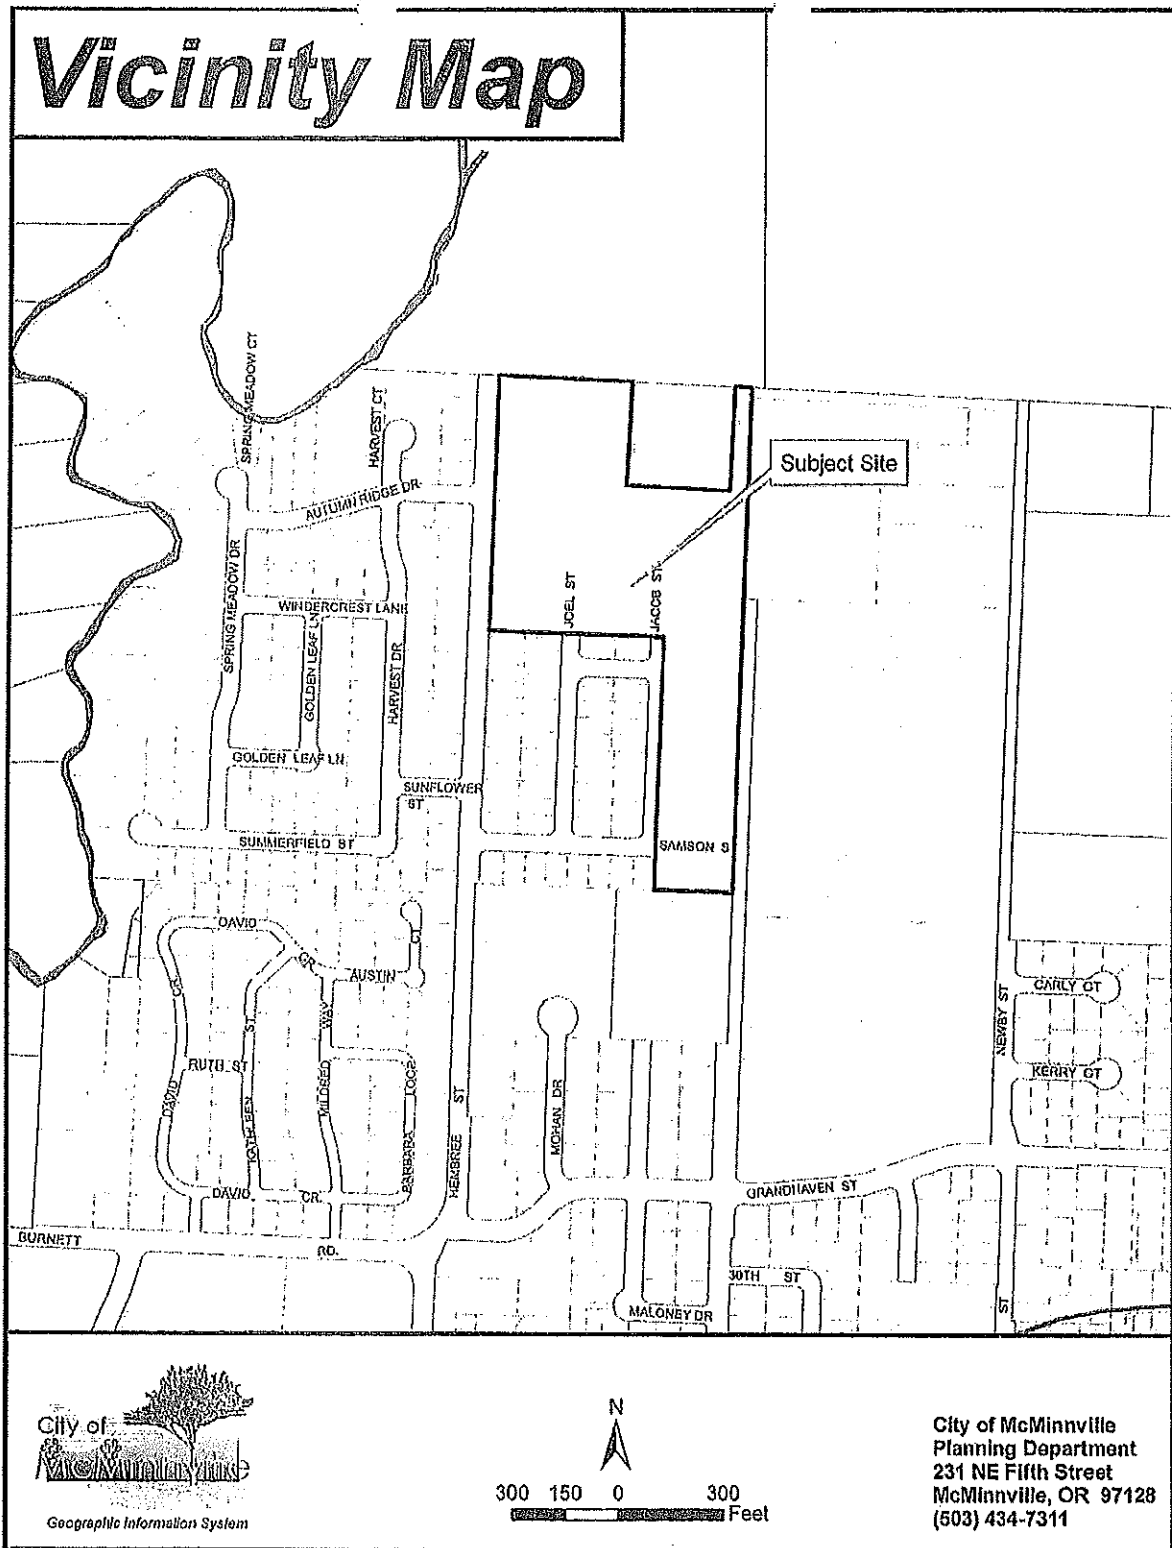 Vicinity Map
SPRING MEADOW CT
HARVEST CT
Subject Site
AUTUMN RIDGE DR
SPRING MEADOW DR
JOEL ST
JACOB ST
WINDERCREST LANE
GOLDEN LEAF LN
HARVEST DR
GOLDEN LEAF LN
SUNFLOWER
ST
SUMMERFIELD ST
SAMSON S
DAVID
CR.
CT
AUSTIN
CR.
ST
WAY
NEWBY ST
CARLY CT
RUTH ST
KERRY CT
DAVID
KATHLEEN
MILDRED
BARBARA LOOP
HEMBREE ST
MOHAN DR
DAVID CR.
GRANDHAVEN ST
BURNETT RD.
30TH ST
MALONEY DR
ST
City of
McMinnville
Geographic Information System
N
300 150 0 300
Feet
City of McMinnville
Planning Department
231 NE Fifth Street
McMinnville, OR 97128
(503) 434-7311